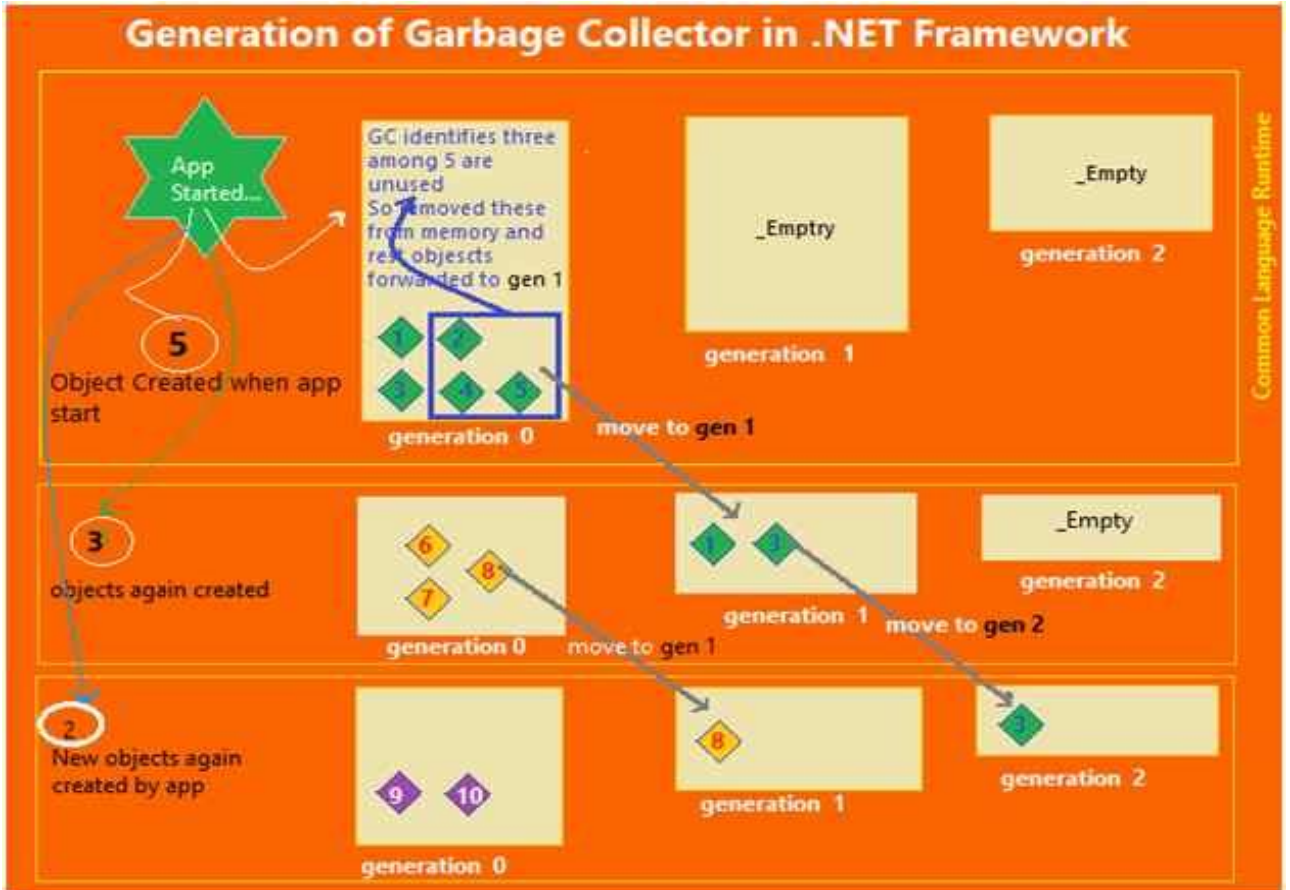 Generation of Garbage Collector in .NET Framework
Common Language Runtime
App
Started...
GC identifies three
among 5 are
unused
So removed these
from memory and
rest objescts
forwarded to gen 1
_Emptry
generation 1
_Empty
generation 2
5
Object Created when app
start
1
2
3
4
5
generation 0
move to gen 1
3
objects again created
6
8
7
generation 0
move to gen 1
1
3
generation 1
move to gen 2
_Empty
generation 2
2
New objects again
created by app
9
10
generation 0
8
generation 1
3
generation 2